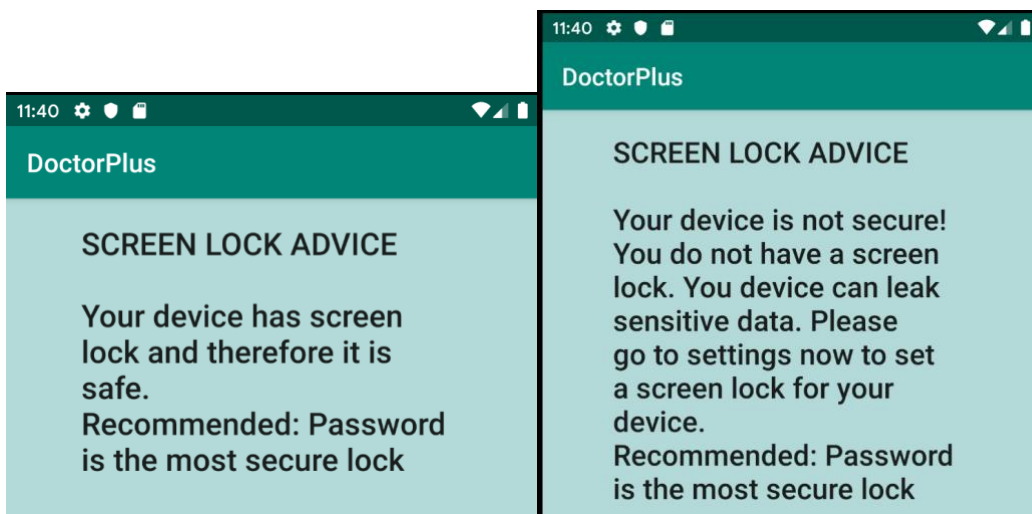 11:40
DoctorPlus
SCREEN LOCK ADVICE
Your device has screen
lock and therefore it is
safe.
Recommended: Password
is the most secure lock
11:40
DoctorPlus
SCREEN LOCK ADVICE
Your device is not secure!
You do not have a screen
lock. You device can leak
sensitive data. Please
go to settings now to set
a screen lock for your
device.
Recommended: Password
is the most secure lock